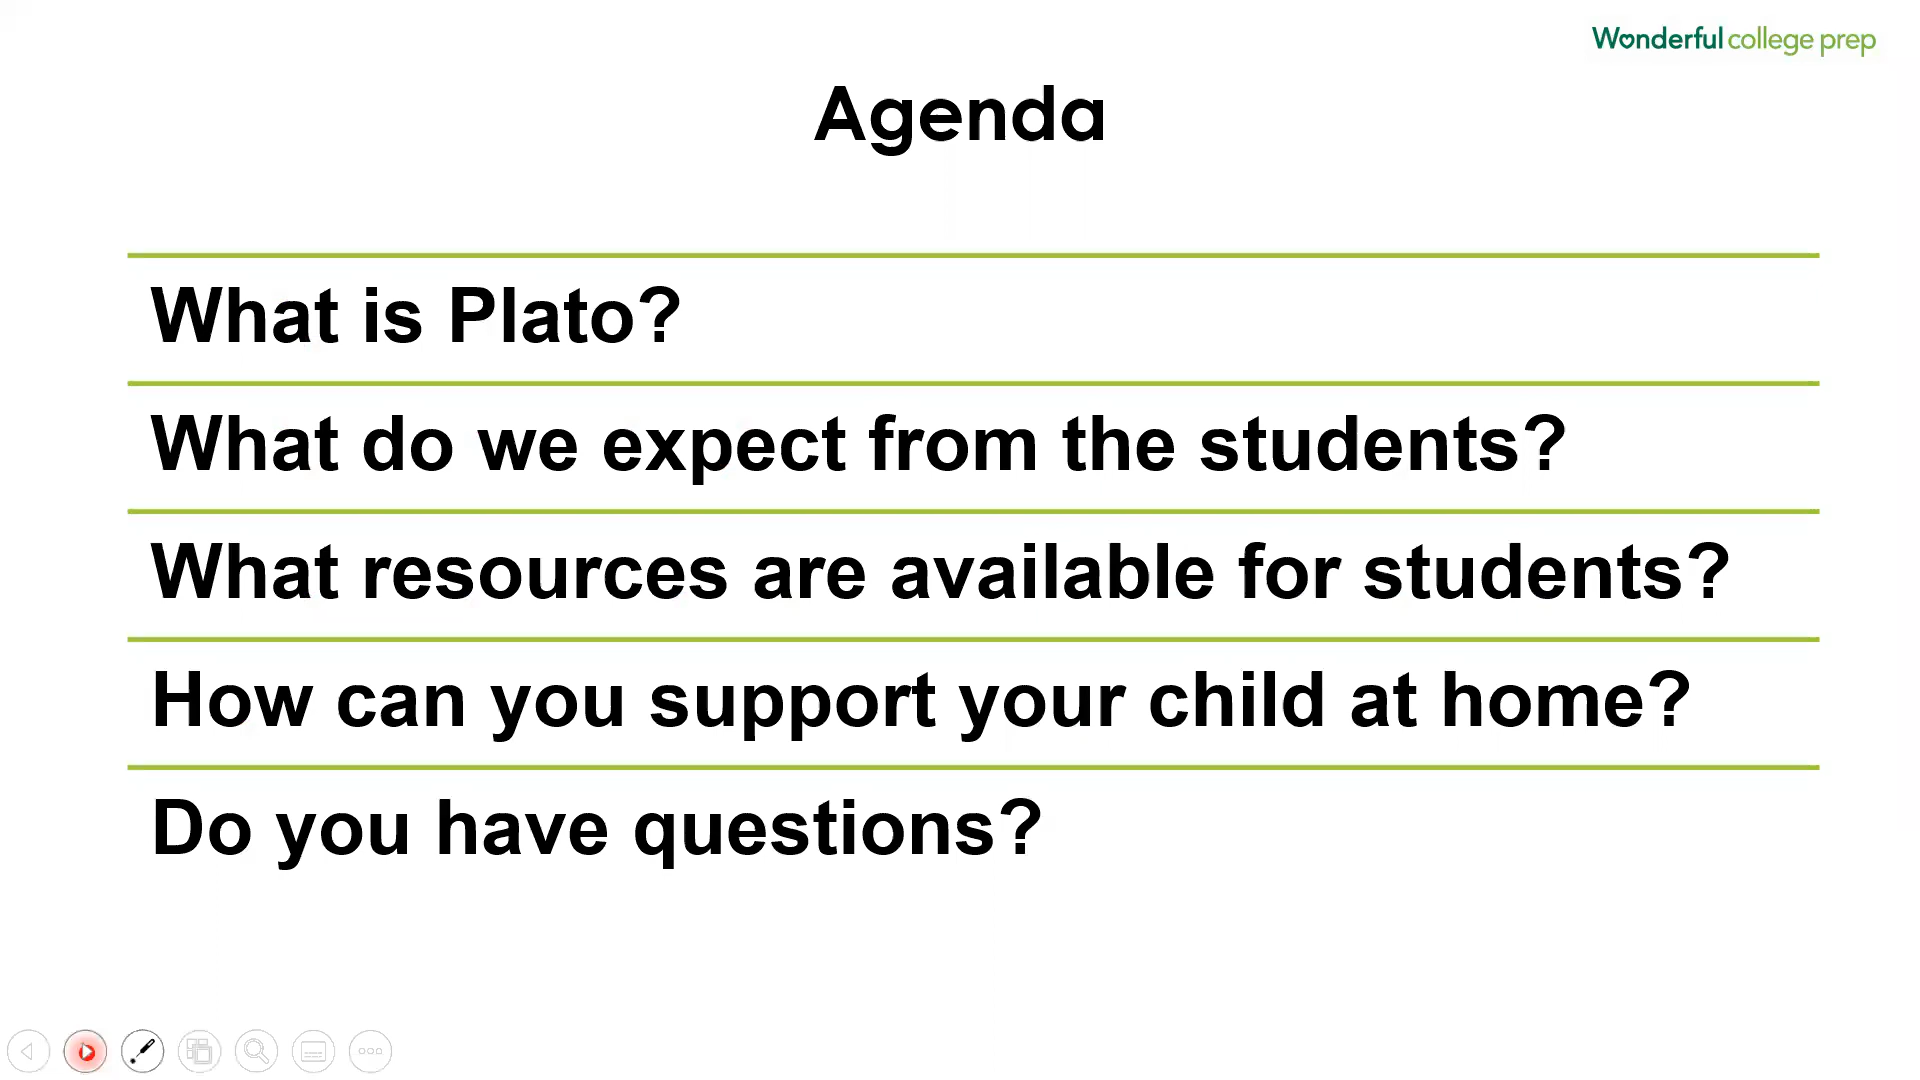 Wonderful college prep
Agenda
What is Plato?
What do we expect from the students?
What resources are available for students?
How can you support your child at home?
Do you have questions?